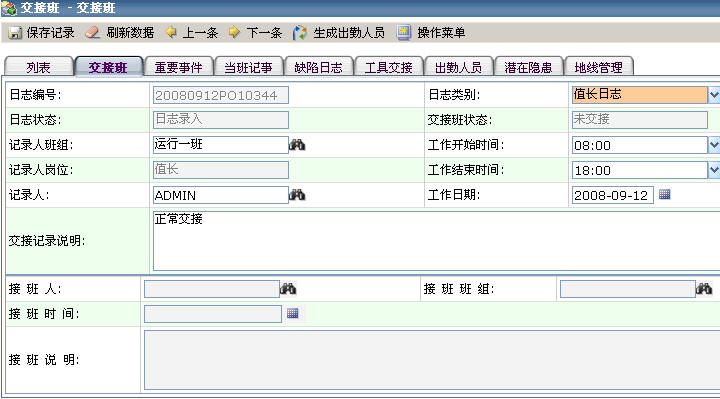 交接班 - 交接班
保存记录 刷新数据 上一条 下一条 生成出勤人员 操作菜单
列表 交接班 重要事件 当班记事 缺陷日志 工具交接 出勤人员 潜在隐患 地线管理
日志编号: 20080912PO10344 日志类别: 值长日志
日志状态: 日志录入 交接班状态: 未交接
记录人班组: 运行一班 工作开始时间: 08:00
记录人岗位: 值长 工作结束时间: 18:00
记录人: ADMIN 工作日期: 2008-09-12
交接记录说明: 正常交接
接 班 人: 接 班 班 组:
接 班 时 间:
接 班 说 明: